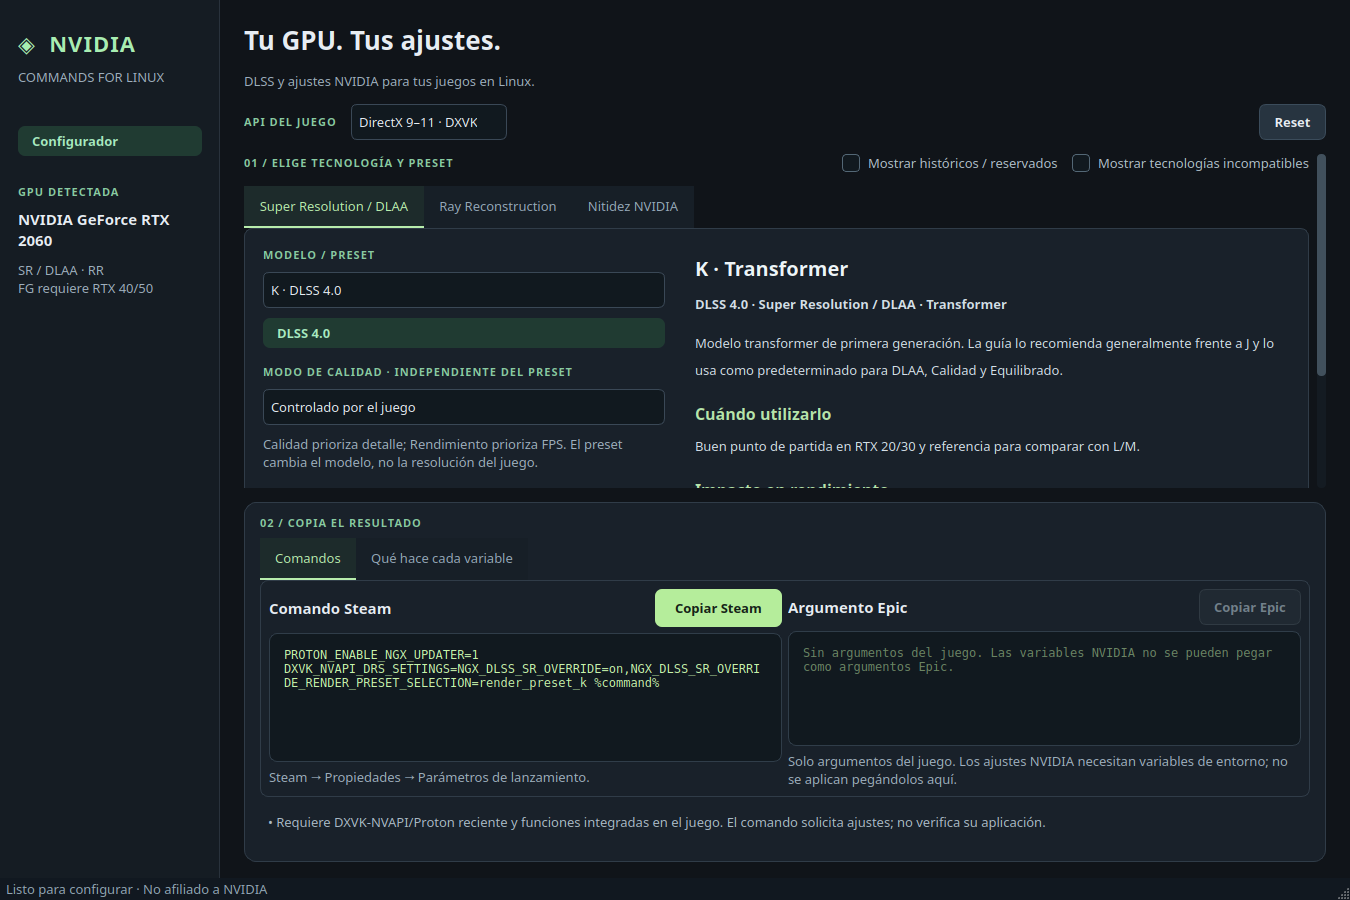 ◈ NVIDIA
COMMANDS FOR LINUX
Configurador
GPU DETECTADA
NVIDIA GeForce RTX
2060
SR / DLAA · RR
FG requiere RTX 40/50
Tu GPU. Tus ajustes.
DLSS y ajustes NVIDIA para tus juegos en Linux.
API DEL JUEGO
DirectX 9–11 · DXVK
Reset
01 / ELIGE TECNOLOGÍA Y PRESET
Mostrar históricos / reservados
Mostrar tecnologías incompatibles
Super Resolution / DLAA
Ray Reconstruction
Nitidez NVIDIA
MODELO / PRESET
K · DLSS 4.0
DLSS 4.0
MODO DE CALIDAD · INDEPENDIENTE DEL PRESET
Controlado por el juego
Calidad prioriza detalle; Rendimiento prioriza FPS. El preset
cambia el modelo, no la resolución del juego.
K · Transformer
DLSS 4.0 · Super Resolution / DLAA · Transformer
Modelo transformer de primera generación. La guía lo recomienda generalmente frente a J y lo
usa como predeterminado para DLAA, Calidad y Equilibrado.
Cuándo utilizarlo
Buen punto de partida en RTX 20/30 y referencia para comparar con L/M.
Impacto en rendimiento
02 / COPIA EL RESULTADO
Comandos
Qué hace cada variable
Comando Steam
Copiar Steam
PROTON_ENABLE_NGX_UPDATER=1
DXVK_NVAPI_DRS_SETTINGS=NGX_DLSS_SR_OVERRIDE=on,NGX_DLSS_SR_OVERRI
DE_RENDER_PRESET_SELECTION=render_preset_k %command%
Steam → Propiedades → Parámetros de lanzamiento.
Argumento Epic
Copiar Epic
Sin argumentos del juego. Las variables NVIDIA no se pueden pegar
como argumentos Epic.
Solo argumentos del juego. Los ajustes NVIDIA necesitan variables de entorno; no
se aplican pegándolos aquí.
• Requiere DXVK-NVAPI/Proton reciente y funciones integradas en el juego. El comando solicita ajustes; no verifica su aplicación.
Listo para configurar · No afiliado a NVIDIA